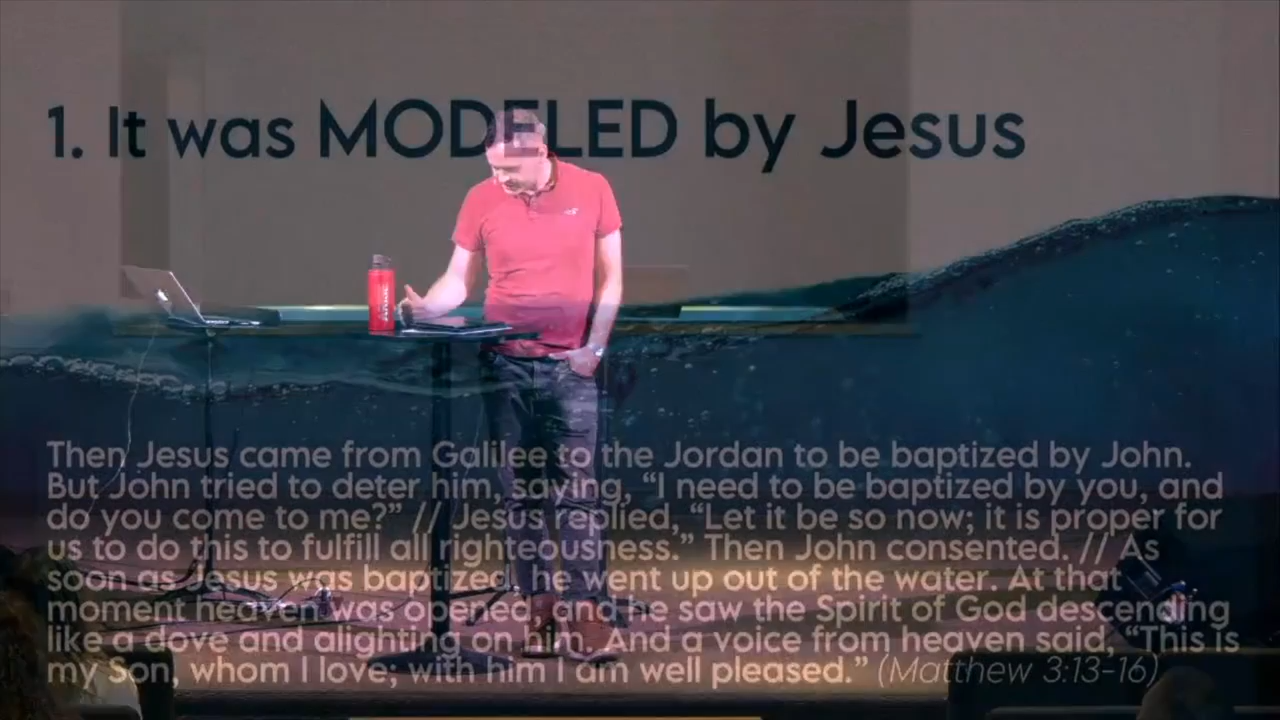 1. It was MODELED by Jesus
Then Jesus came from Galilee to the Jordan to be baptized by John.
But John tried to deter him, saying, “I need to be baptized by you, and
do you come to me?” // Jesus replied, “Let it be so now; it is proper for
us to do this to fulfill all righteousness.” Then John consented. // As
soon as Jesus was baptized, he went up out of the water. At that
moment heaven was opened, and he saw the Spirit of God descending
like a dove and alighting on him. And a voice from heaven said, “This is
my Son, whom I love; with him I am well pleased.” (Matthew 3:13-16)